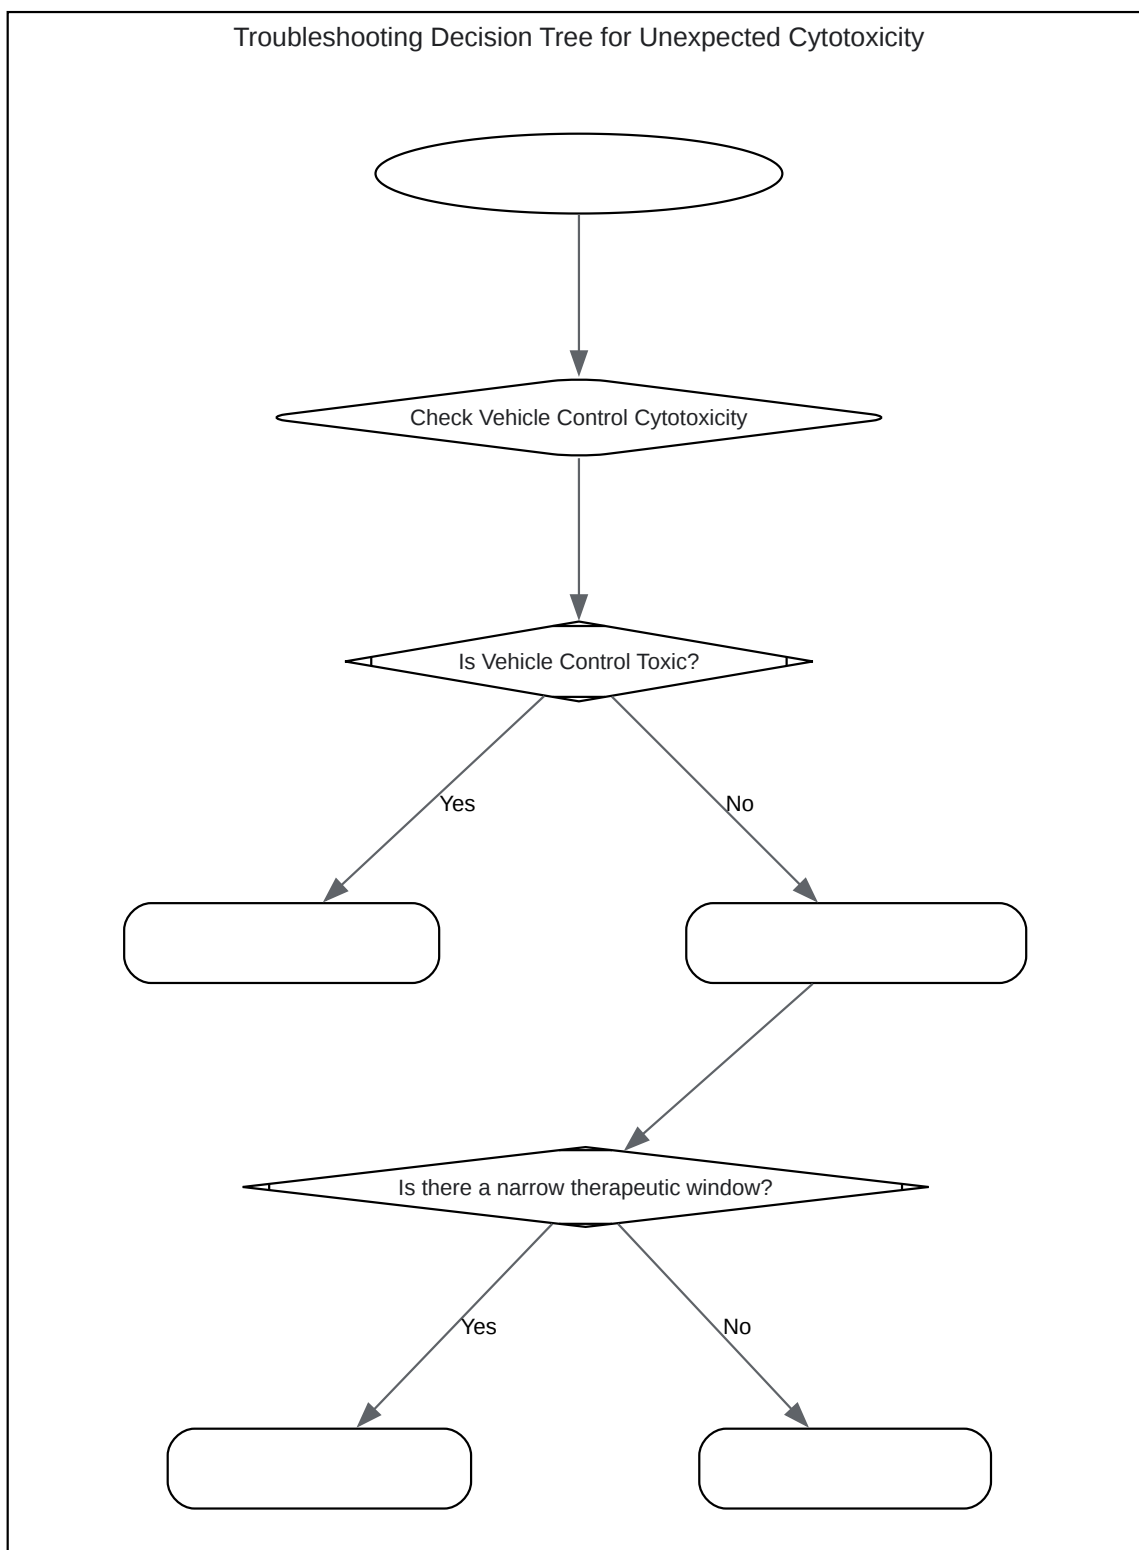 Troubleshooting Decision Tree for Unexpected Cytotoxicity
Check Vehicle Control Cytotoxicity
Is Vehicle Control Toxic?
Yes
No
Is there a narrow therapeutic window?
Yes
No